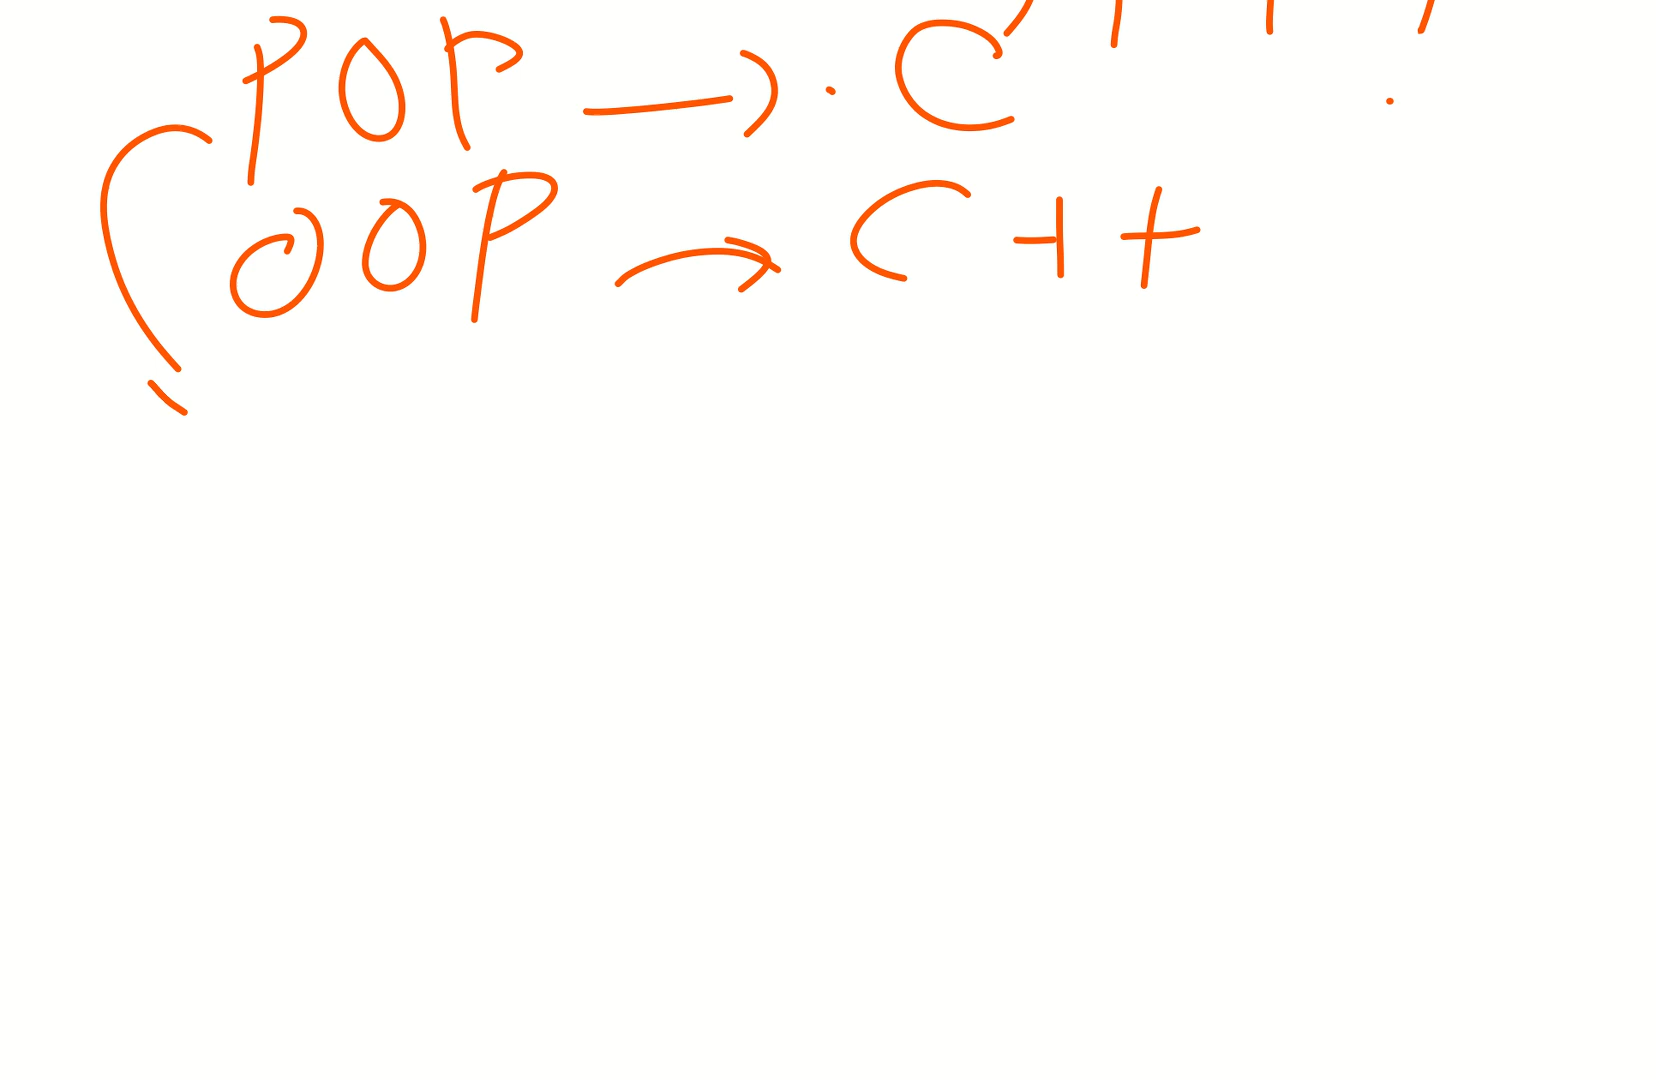 POP → C
OOP → C++